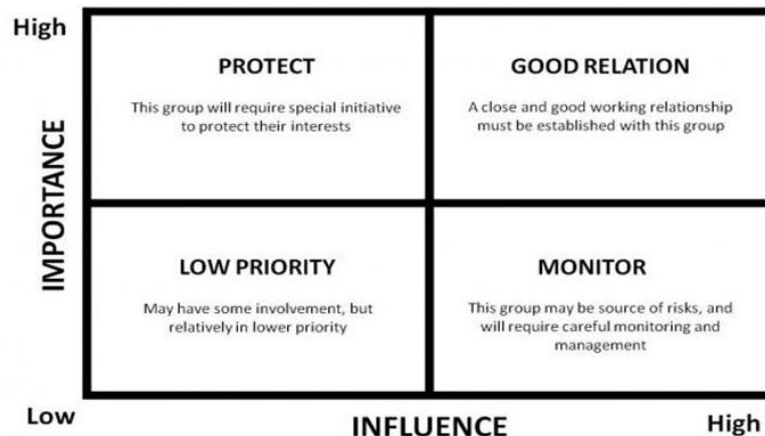 High
PROTECT
This group will require special initiative
to protect their interests
GOOD RELATION
A close and good working relationship
must be established with this group
IMPORTANCE
LOW PRIORITY
May have some involvement, but
relatively in lower priority
MONITOR
This group may be source of risks, and
will require careful monitoring and
management
Low
INFLUENCE
High